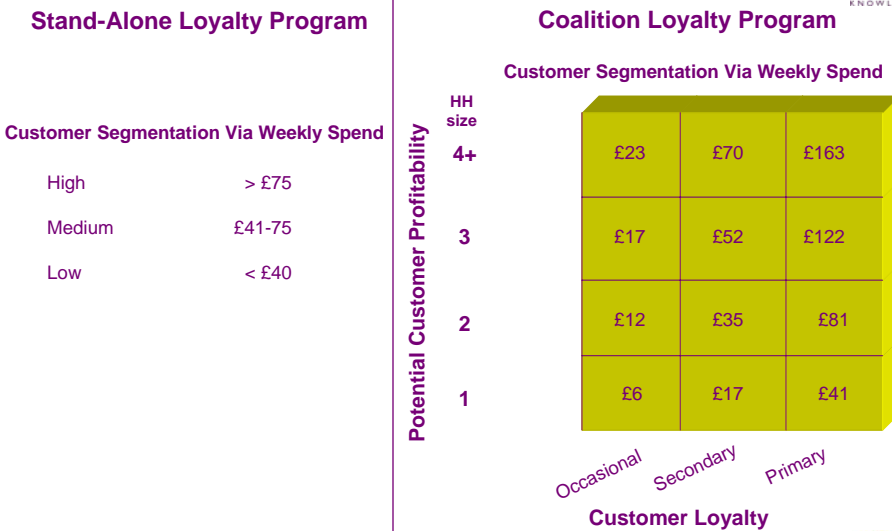 Stand-Alone Loyalty Program
Customer Segmentation Via Weekly Spend
High > £75
Medium £41-75
Low < £40
KNOWL
Coalition Loyalty Program
Customer Segmentation Via Weekly Spend
Potential Customer Profitability
HH
size
4+ £23 £70 £163
3 £17 £52 £122
2 £12 £35 £81
1 £6 £17 £41
Occasional Secondary Primary
Customer Loyalty